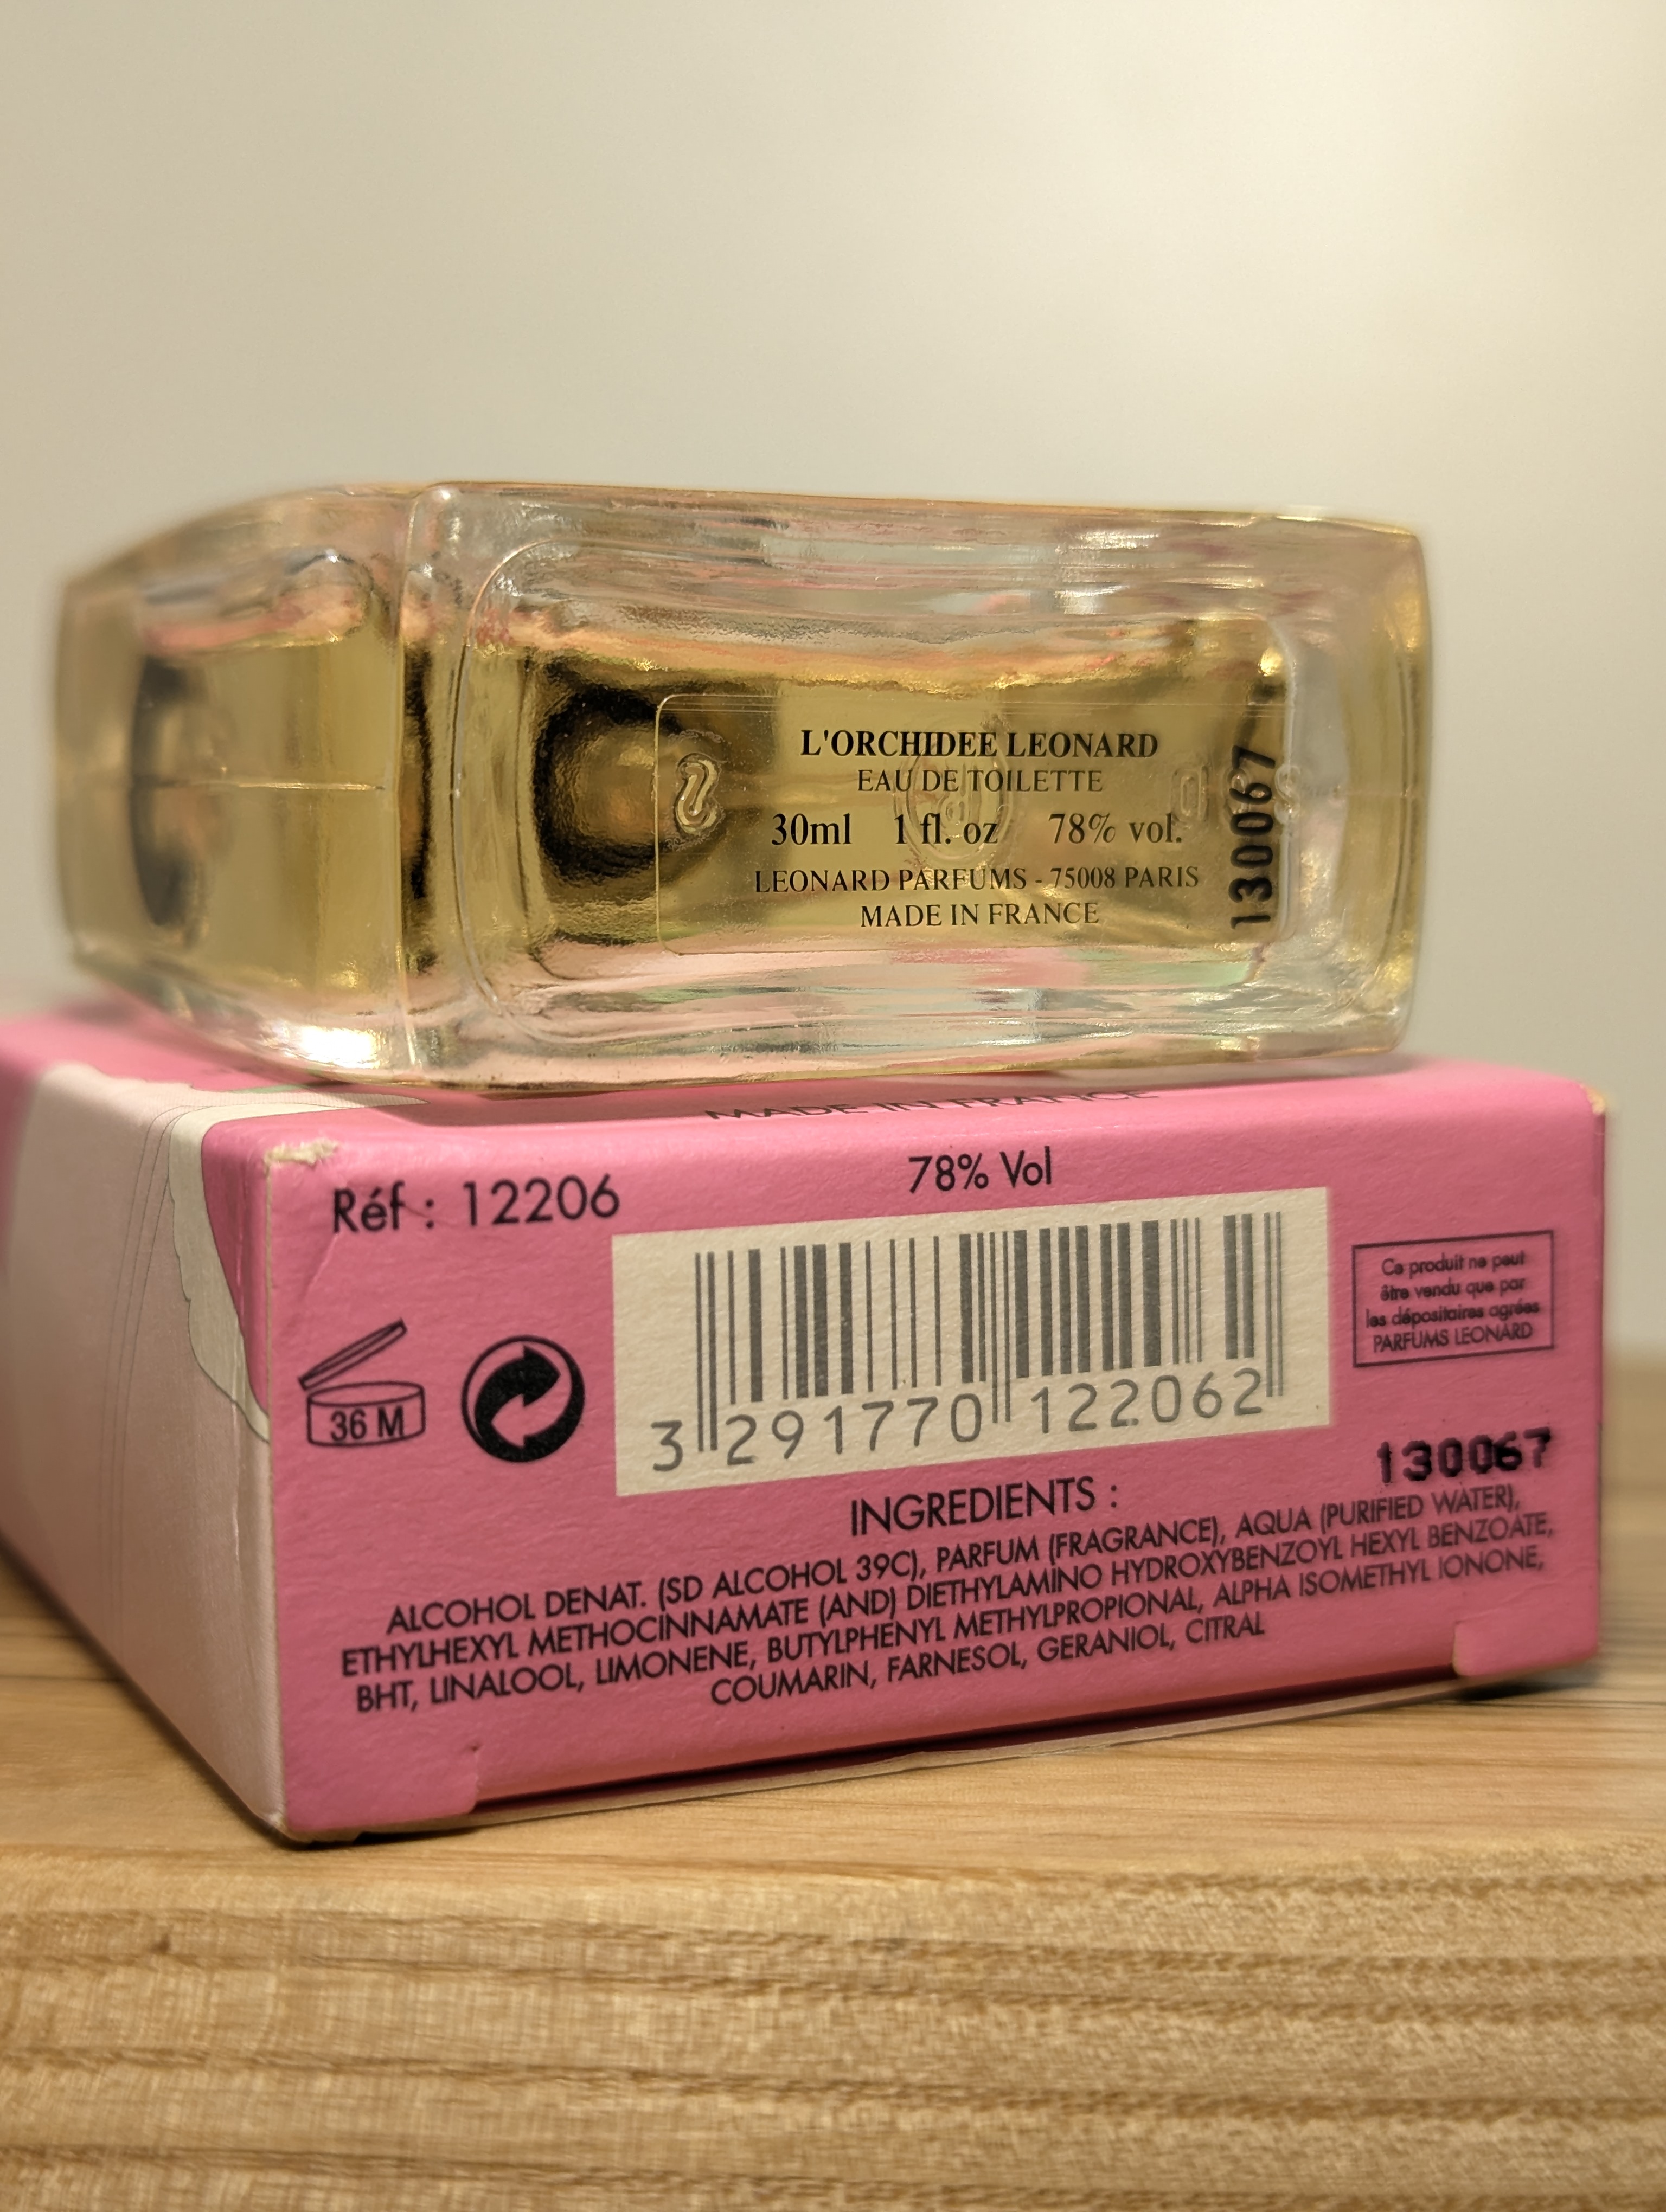 L'ORCHIDEE LEONARD
EAU DE TOILETTE
30ml 1 fl. oz 78% vol.
LEONARD PARFUMS - 75008 PARIS
MADE IN FRANCE
130067
MADE IN FRANCE
Réf : 12206
78% Vol
36 M
3 291770 122062
Ce produit ne peut
être vendu que par
les dépositaires agrées
PARFUMS LEONARD
130067
INGREDIENTS :
ALCOHOL DENAT. (SD ALCOHOL 39C), PARFUM (FRAGRANCE), AQUA (PURIFIED WATER),
ETHYLHEXYL METHOCINNAMATE (AND) DIETHYLAMINO HYDROXYBENZOYL HEXYL BENZOATE,
BHT, LINALOOL, LIMONENE, BUTYLPHENYL METHYLPROPIONAL, ALPHA ISOMETHYL IONONE,
COUMARIN, FARNESOL, GERANIOL, CITRAL